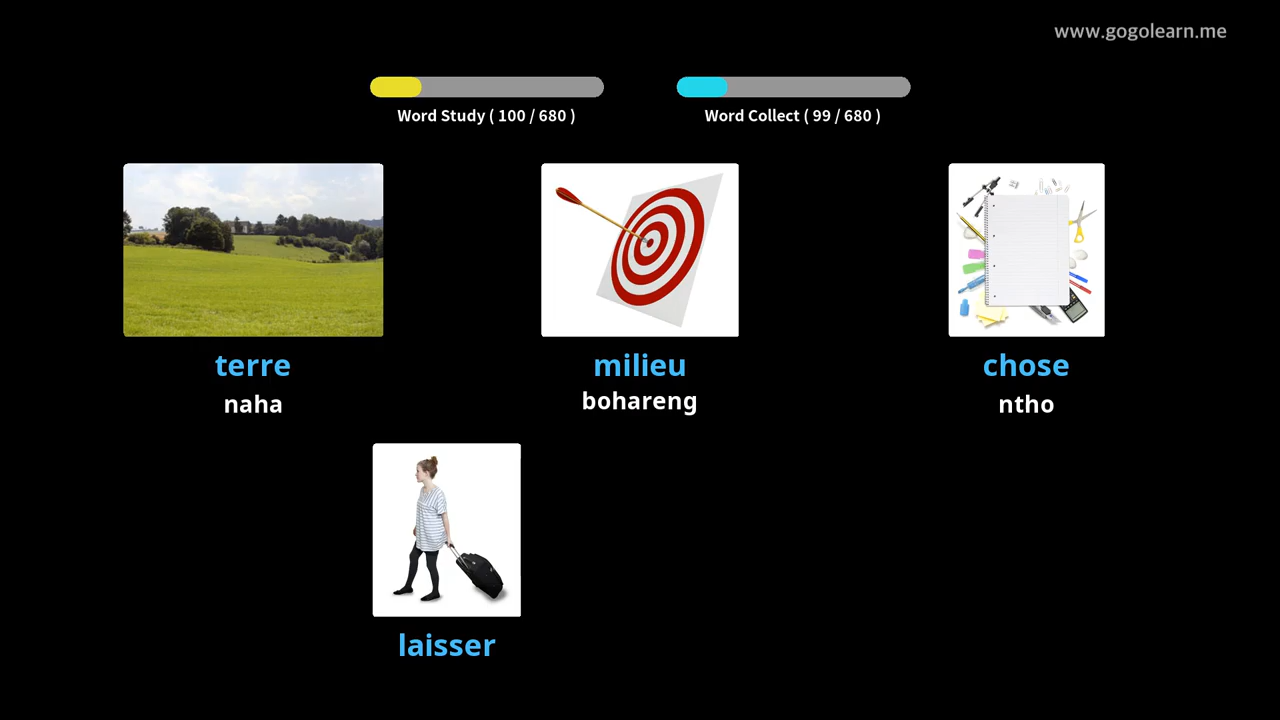 www.gogolearn.me
Word Study ( 100 / 680 )
Word Collect ( 99 / 680 )
terre
naha
milieu
bohareng
chose
ntho
laisser